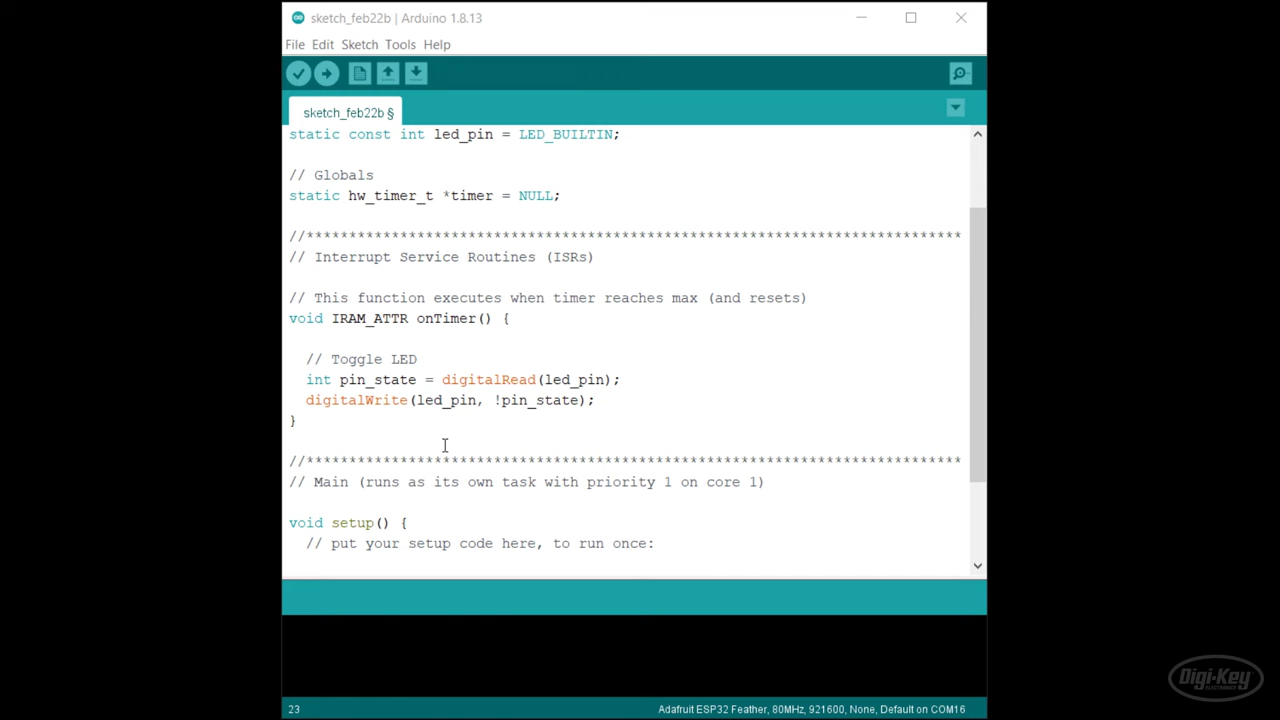 sketch_feb22b | Arduino 1.8.13
File Edit Sketch Tools Help
sketch_feb22b §
static const int led_pin = LED_BUILTIN;
// Globals
static hw_timer_t *timer = NULL;
//*****************************************************************************
// Interrupt Service Routines (ISRs)
// This function executes when timer reaches max (and resets)
void IRAM_ATTR onTimer() {
// Toggle LED
int pin_state = digitalRead(led_pin);
digitalWrite(led_pin, !pin_state);
}
//*****************************************************************************
// Main (runs as its own task with priority 1 on core 1)
void setup() {
// put your setup code here, to run once:
23
Adafruit ESP32 Feather, 80MHz, 921600, None, Default on COM16
Digi-Key
ELECTRONICS